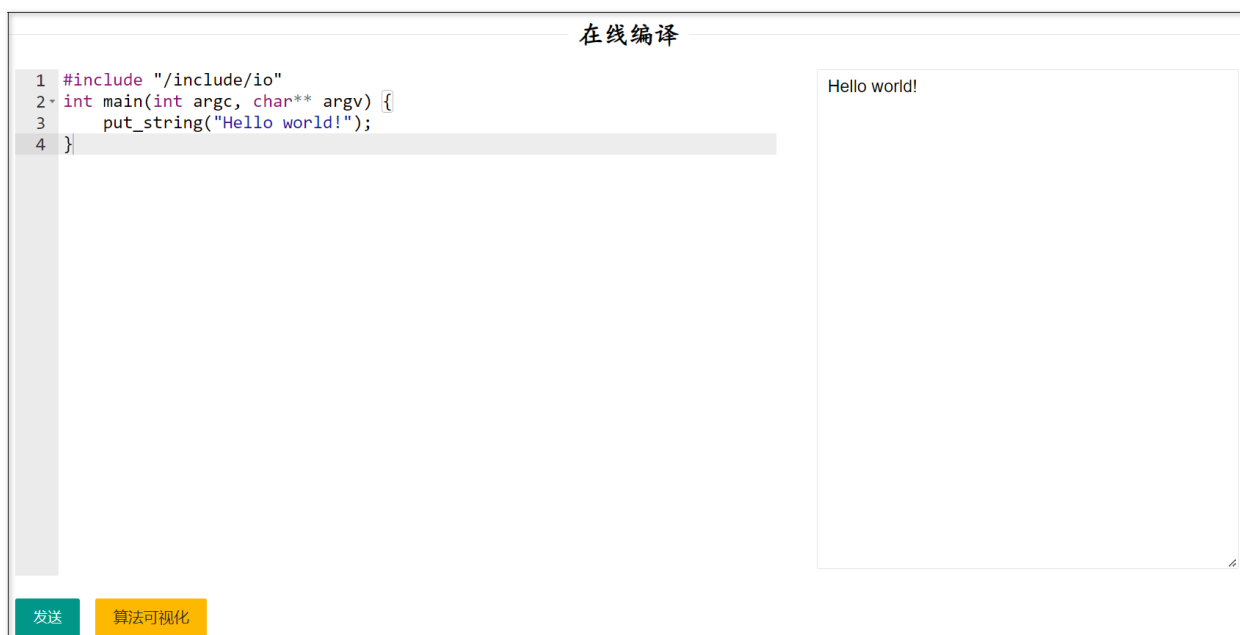 在线编译
1 #include "/include/io"
2 int main(int argc, char** argv) {
3     put_string("Hello world!");
4 }
Hello world!
发送
算法可视化